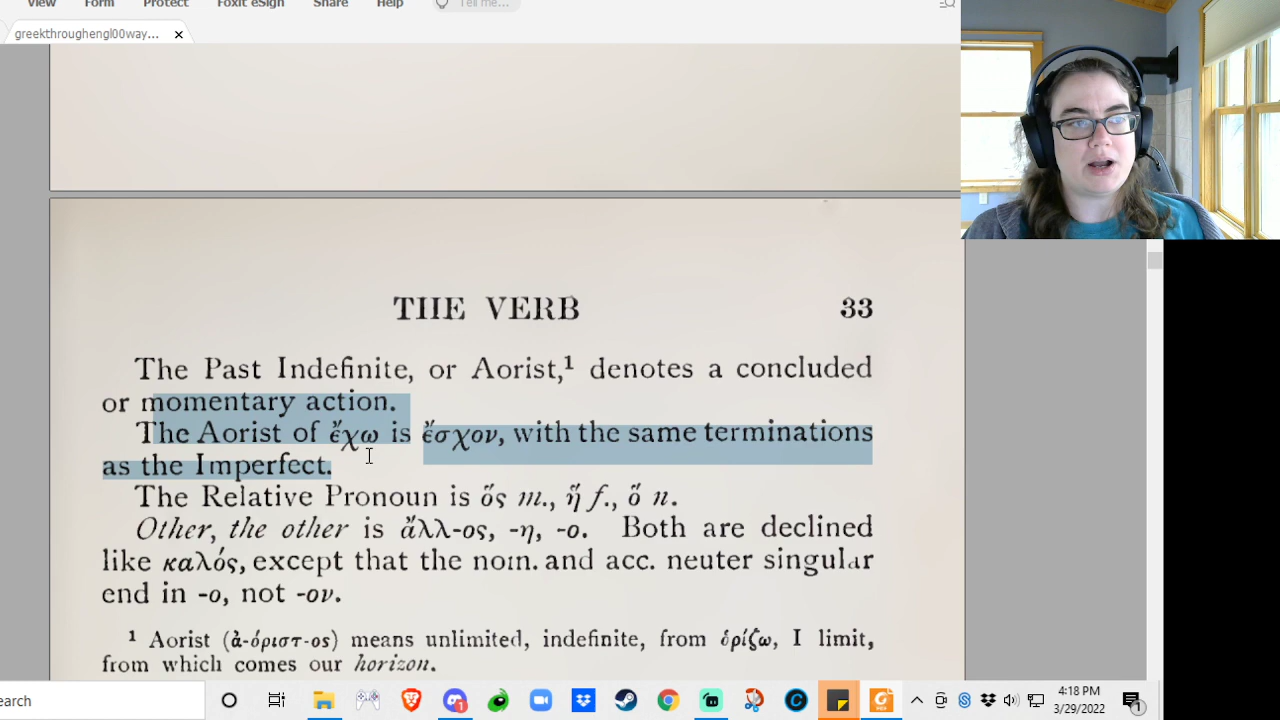 View Form Protect Foxit eSign Share Help Tell me...
greekthroughengl00way...
THE VERB 33
The Past Indefinite, or Aorist,¹ denotes a concluded
or momentary action.
The Aorist of ἔχω is ἔσχον, with the same terminations
as the Imperfect.
The Relative Pronoun is ὅς m., ἥ f., ὅ n.
Other, the other is ἄλλ-ος, -η, -ο. Both are declined
like καλός, except that the nom. and acc. neuter singular
end in -ο, not -ον.
¹ Aorist (ἀ-όριστ-ος) means unlimited, indefinite, from ὁρίζω, I limit,
from which comes our horizon.
earch
4:18 PM
3/29/2022